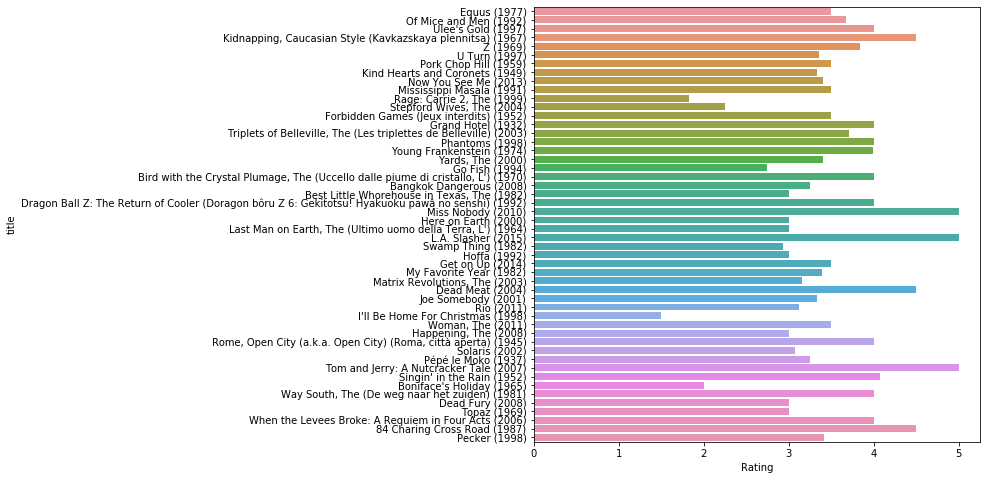 Equus (1977)
Of Mice and Men (1992)
Ulee's Gold (1997)
Kidnapping, Caucasian Style (Kavkazskaya plennitsa) (1967)
Z (1969)
U Turn (1997)
Pork Chop Hill (1959)
Kind Hearts and Coronets (1949)
Now You See Me (2013)
Mississippi Masala (1991)
Rage: Carrie 2, The (1999)
Stepford Wives, The (2004)
Forbidden Games (Jeux interdits) (1952)
Grand Hotel (1932)
Triplets of Belleville, The (Les triplettes de Belleville) (2003)
Phantoms (1998)
Young Frankenstein (1974)
Yards, The (2000)
Go Fish (1994)
Bird with the Crystal Plumage, The (Uccello dalle piume di cristallo, L') (1970)
Bangkok Dangerous (2008)
Best Little Whorehouse in Texas, The (1982)
Dragon Ball Z: The Return of Cooler (Doragon bôru Z 6: Gekitotsu! Hyakuoku pawâ no senshi) (1992)
Miss Nobody (2010)
Here on Earth (2000)
Last Man on Earth, The (Ultimo uomo della Terra, L') (1964)
L.A. Slasher (2015)
Swamp Thing (1982)
Hoffa (1992)
Get on Up (2014)
My Favorite Year (1982)
Matrix Revolutions, The (2003)
Dead Meat (2004)
Joe Somebody (2001)
Rio (2011)
I'll Be Home For Christmas (1998)
Woman, The (2011)
Happening, The (2008)
Rome, Open City (a.k.a. Open City) (Roma, città aperta) (1945)
Solaris (2002)
Pépé le Moko (1937)
Tom and Jerry: A Nutcracker Tale (2007)
Singin' in the Rain (1952)
Boniface's Holiday (1965)
Way South, The (De weg naar het zuiden) (1981)
Dead Fury (2008)
Topaz (1969)
When the Levees Broke: A Requiem in Four Acts (2006)
84 Charing Cross Road (1987)
Pecker (1998)
title
0 1 2 3 4 5
Rating